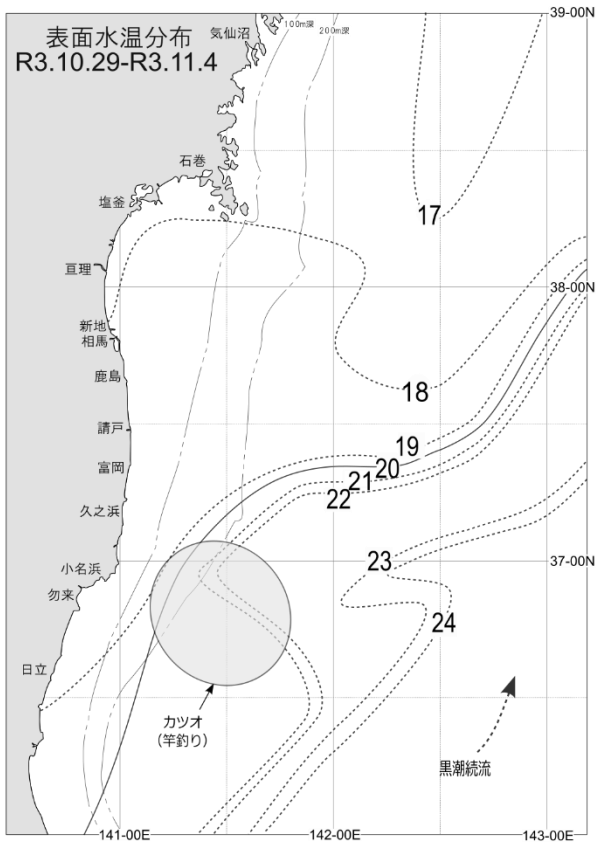 表面水温分布
R3.10.29-R3.11.4
気仙沼
100m深
200m深
39-00N
石巻
塩釜
17
亘理
38-00N
新地
相馬
鹿島
18
請戸
19
富岡
20
21
22
久之浜
23
37-00N
小名浜
勿来
24
日立
カツオ
(竿釣り)
黒潮続流
141-00E
142-00E
143-00E